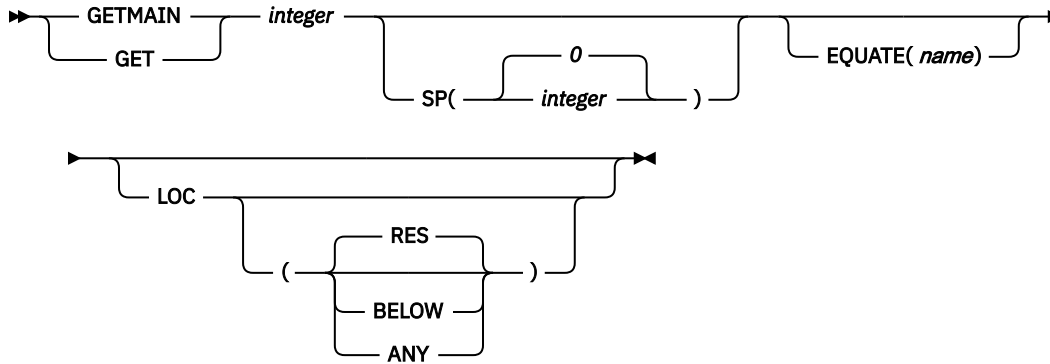 GETMAIN integer
GET
0
EQUATE( name)
SP( integer )
LOC
RES
( )
BELOW
ANY